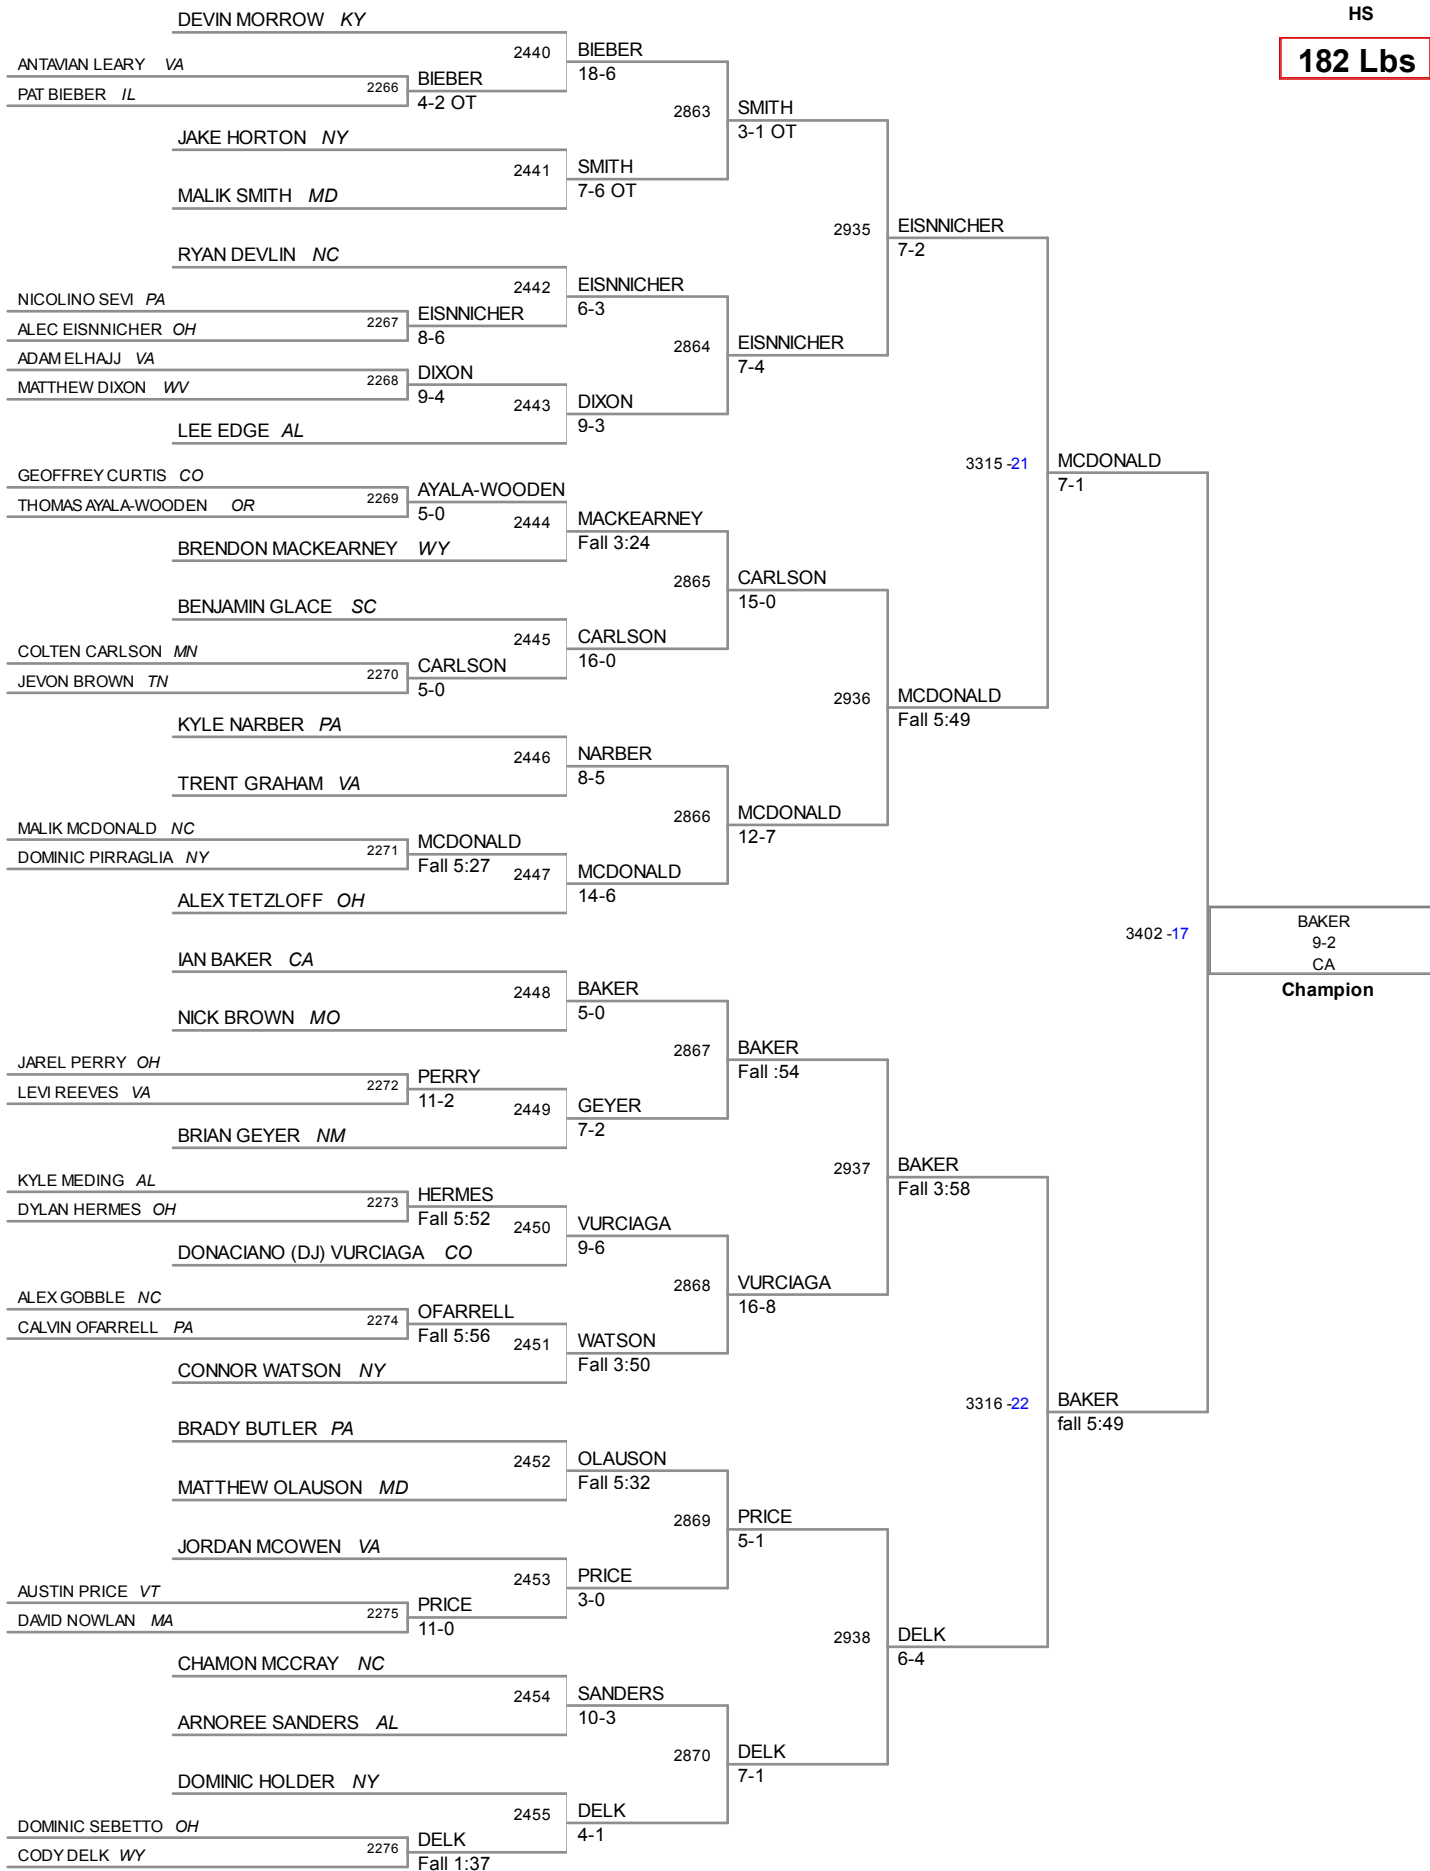 HS
182 Lbs
DEVIN MORROW KY
2440
BIEBER
18-6
ANTAVIAN LEARY VA
PAT BIEBER IL
2266
BIEBER
4-2 OT
2863
SMITH
3-1 OT
JAKE HORTON NY
2441
SMITH
7-6 OT
MALIK SMITH MD
2935
EISNNICHER
7-2
RYAN DEVLIN NC
2442
EISNNICHER
6-3
NICOLINO SEVI PA
ALEC EISNNICHER OH
2267
EISNNICHER
8-6
2864
EISNNICHER
7-4
ADAM ELHAJJ VA
MATTHEW DIXON WV
2268
DIXON
9-4
2443
DIXON
9-3
LEE EDGE AL
3315 -21
MCDONALD
7-1
GEOFFREY CURTIS CO
THOMAS AYALA-WOODEN OR
2269
AYALA-WOODEN
5-0
2444
MACKEARNEY
Fall 3:24
BRENDON MACKEARNEY WY
2865
CARLSON
15-0
BENJAMIN GLACE SC
2445
CARLSON
16-0
COLTEN CARLSON MN
JEVON BROWN TN
2270
CARLSON
5-0
2936
MCDONALD
Fall 5:49
KYLE NARBER PA
2446
NARBER
8-5
TRENT GRAHAM VA
2866
MCDONALD
12-7
MALIK MCDONALD NC
DOMINIC PIRRAGLIA NY
2271
MCDONALD
Fall 5:27
2447
MCDONALD
14-6
ALEX TETZLOFF OH
3402 -17
BAKER
9-2
CA
Champion
IAN BAKER CA
2448
BAKER
5-0
NICK BROWN MO
2867
BAKER
Fall :54
JAREL PERRY OH
LEVI REEVES VA
2272
PERRY
11-2
2449
GEYER
7-2
BRIAN GEYER NM
2937
BAKER
Fall 3:58
KYLE MEDING AL
DYLAN HERMES OH
2273
HERMES
Fall 5:52
2450
VURCIAGA
9-6
DONACIANO (DJ) VURCIAGA CO
2868
VURCIAGA
16-8
ALEX GOBBLE NC
CALVIN OFARRELL PA
2274
OFARRELL
Fall 5:56
2451
WATSON
Fall 3:50
CONNOR WATSON NY
3316 -22
BAKER
fall 5:49
BRADY BUTLER PA
2452
OLAUSON
Fall 5:32
MATTHEW OLAUSON MD
2869
PRICE
5-1
JORDAN MCOWEN VA
2453
PRICE
3-0
AUSTIN PRICE VT
DAVID NOWLAN MA
2275
PRICE
11-0
2938
DELK
6-4
CHAMON MCCRAY NC
2454
SANDERS
10-3
ARNOREE SANDERS AL
2870
DELK
7-1
DOMINIC HOLDER NY
2455
DELK
4-1
DOMINIC SEBETTO OH
CODY DELK WY
2276
DELK
Fall 1:37